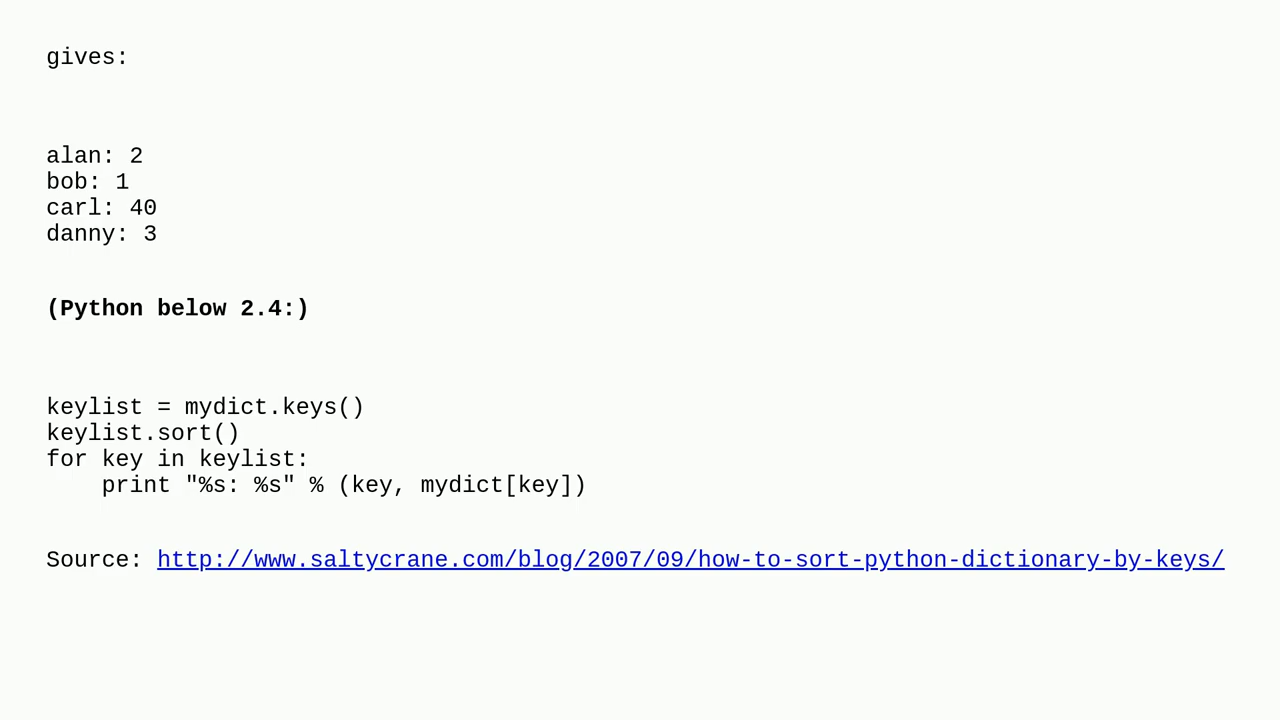 gives:
alan: 2
bob: 1
carl: 40
danny: 3
(Python below 2.4:)
keylist = mydict.keys()
keylist.sort()
for key in keylist:
    print "%s: %s" % (key, mydict[key])
Source: http://www.saltycrane.com/blog/2007/09/how-to-sort-python-dictionary-by-keys/